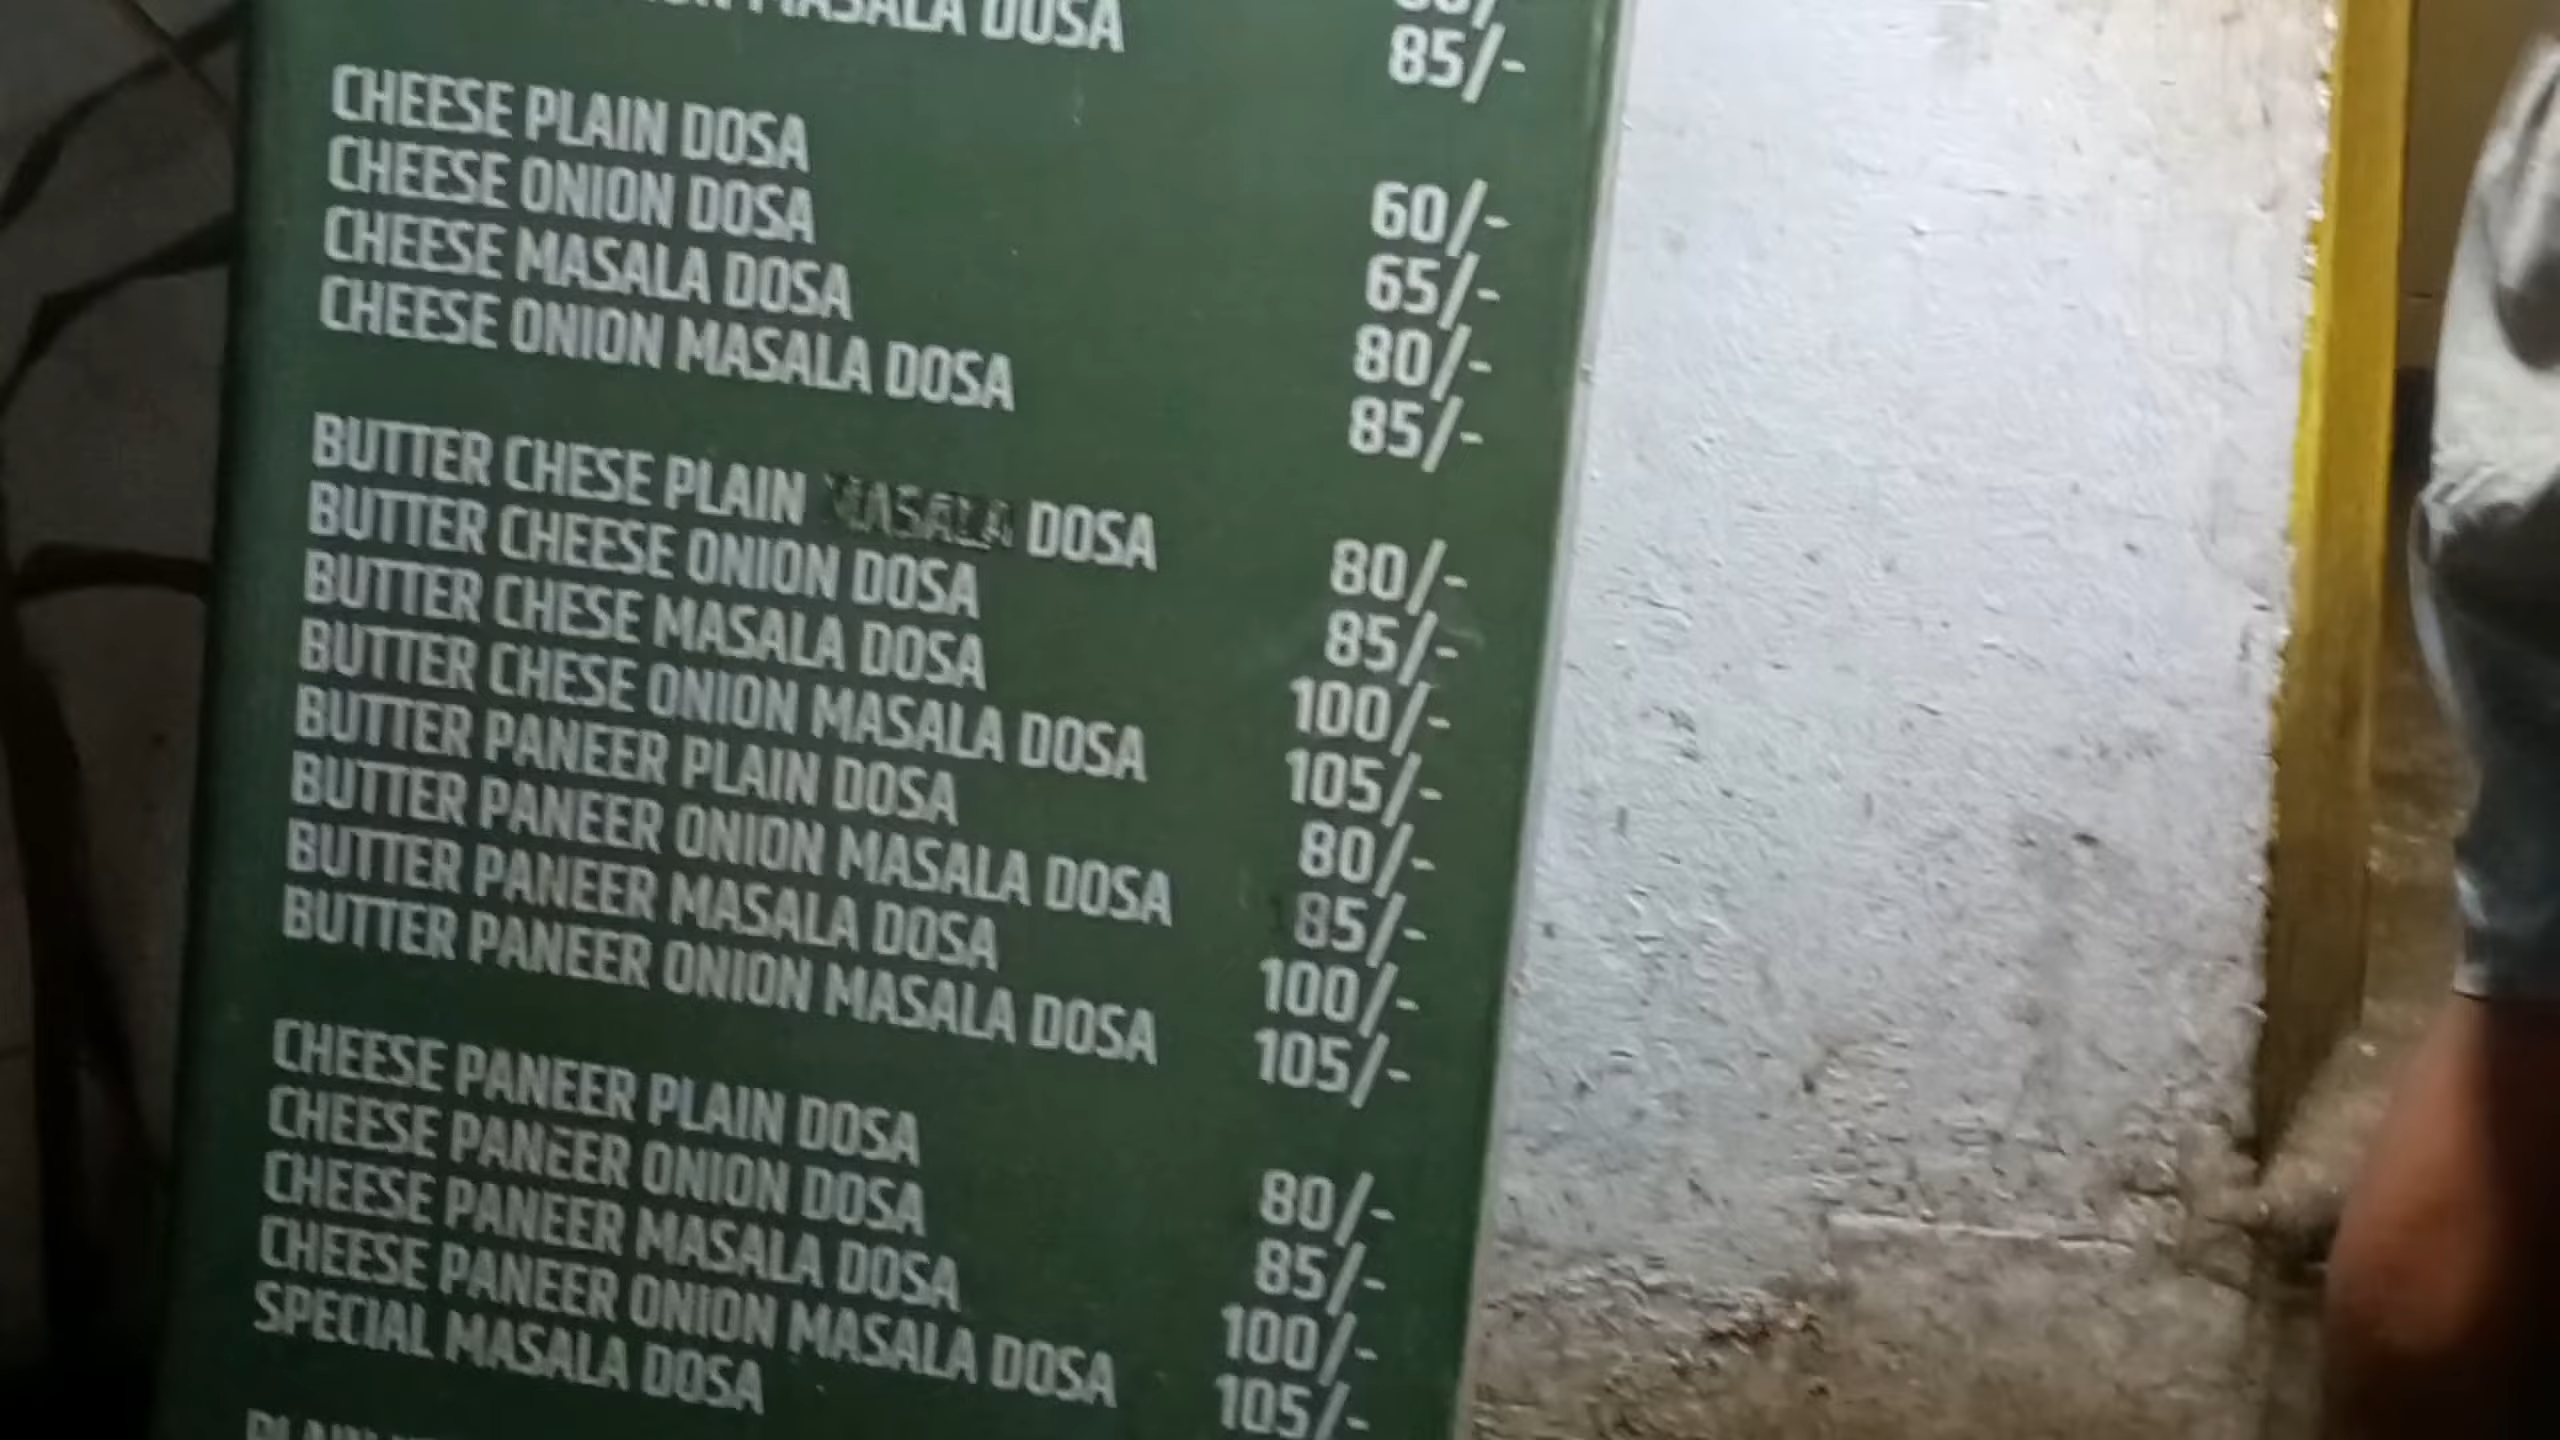 MASALA DOSA
85/-
CHEESE PLAIN DOSA 60/-
CHEESE ONION DOSA 65/-
CHEESE MASALA DOSA 80/-
CHEESE ONION MASALA DOSA 85/-
BUTTER CHESE PLAIN MASALA DOSA 80/-
BUTTER CHEESE ONION DOSA 85/-
BUTTER CHESE MASALA DOSA 100/-
BUTTER CHESE ONION MASALA DOSA 105/-
BUTTER PANEER PLAIN DOSA 80/-
BUTTER PANEER ONION MASALA DOSA 85/-
BUTTER PANEER MASALA DOSA 100/-
BUTTER PANEER ONION MASALA DOSA 105/-
CHEESE PANEER PLAIN DOSA 80/-
CHEESE PANEER ONION DOSA 85/-
CHEESE PANEER MASALA DOSA 100/-
CHEESE PANEER ONION MASALA DOSA 105/-
SPECIAL MASALA DOSA